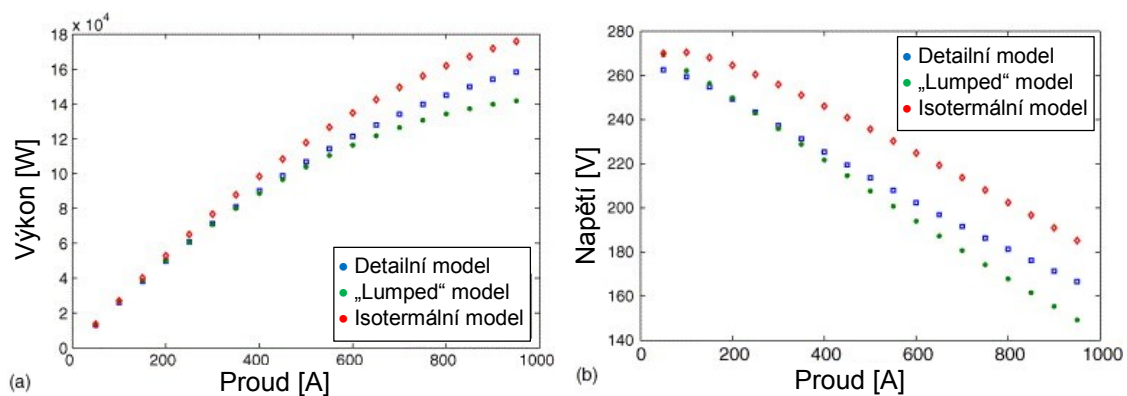 x 10⁴
18
16
14
12
10
8
6
4
2
0
0 200 400 600 800 1000
Výkon [W]
Proud [A]
Detailní model
„Lumped“ model
Isotermální model
(a)
280
260
240
220
200
180
160
140
0 200 400 600 800 1000
Napětí [V]
Proud [A]
Detailní model
„Lumped“ model
Isotermální model
(b)